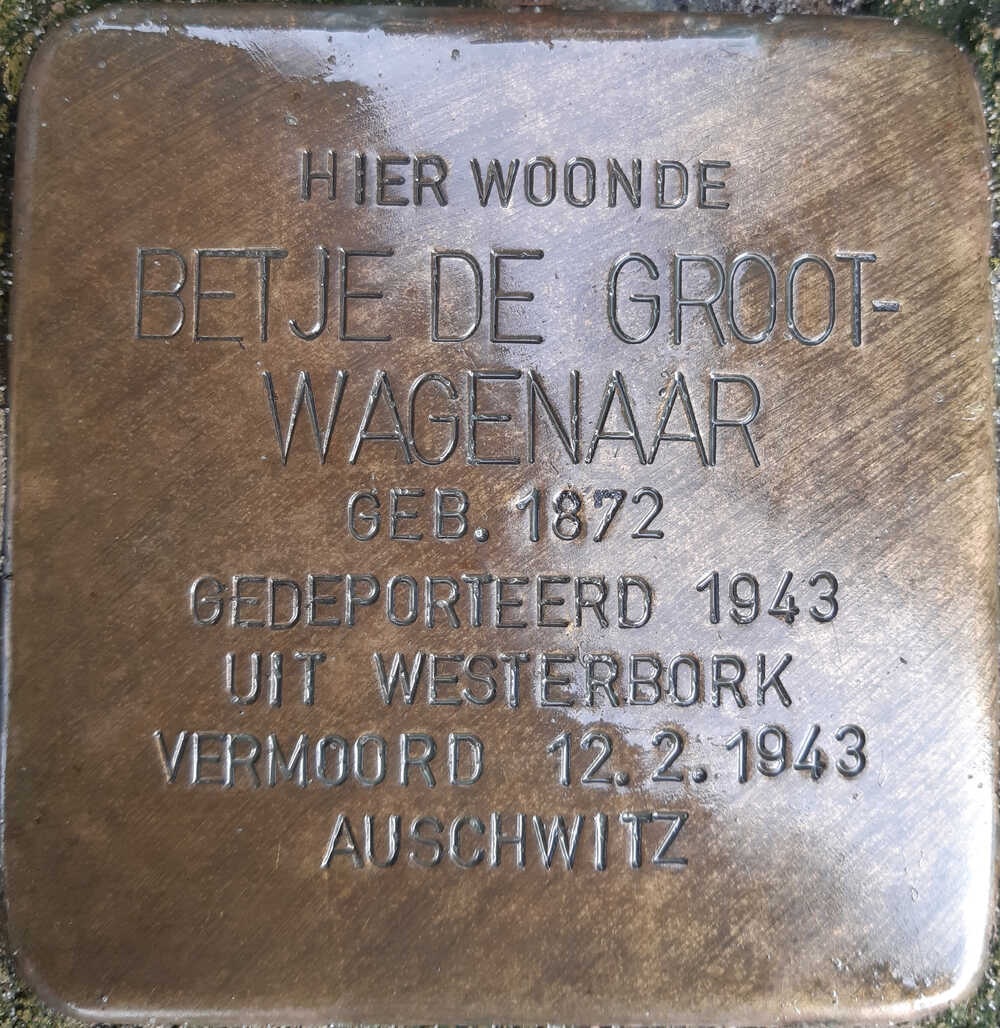 HIER WOONDE
BETJE DE GROOT-
WAGENAAR
GEB. 1872
GEDEPORTEERD 1943
UIT WESTERBORK
VERMOORD 12.2.1943
AUSCHWITZ